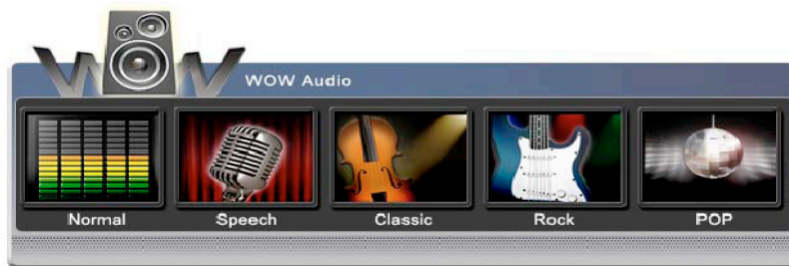 WOW
WOW Audio
Normal
Speech
Classic
Rock
POP